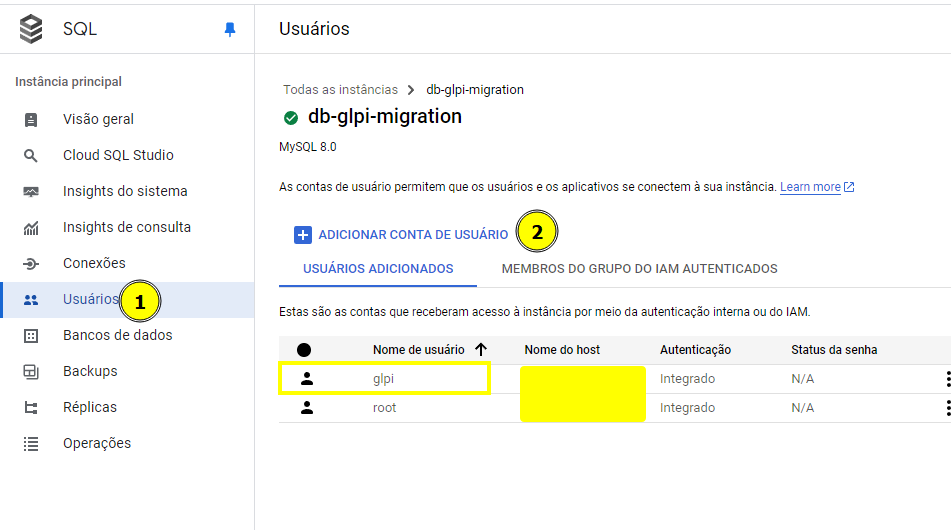 SQL
Usuários
Instância principal
Visão geral
Cloud SQL Studio
Insights do sistema
Insights de consulta
Conexões
Usuários 1
Bancos de dados
Backups
Réplicas
Operações
Todas as instâncias > db-glpi-migration
db-glpi-migration
MySQL 8.0
As contas de usuário permitem que os usuários e os aplicativos se conectem à sua instância. Learn more
ADICIONAR CONTA DE USUÁRIO 2
USUÁRIOS ADICIONADOS MEMBROS DO GRUPO DO IAM AUTENTICADOS
Estas são as contas que receberam acesso à instância por meio da autenticação interna ou do IAM.
Nome de usuário Nome do host Autenticação Status da senha
glpi Integrado N/A
root Integrado N/A